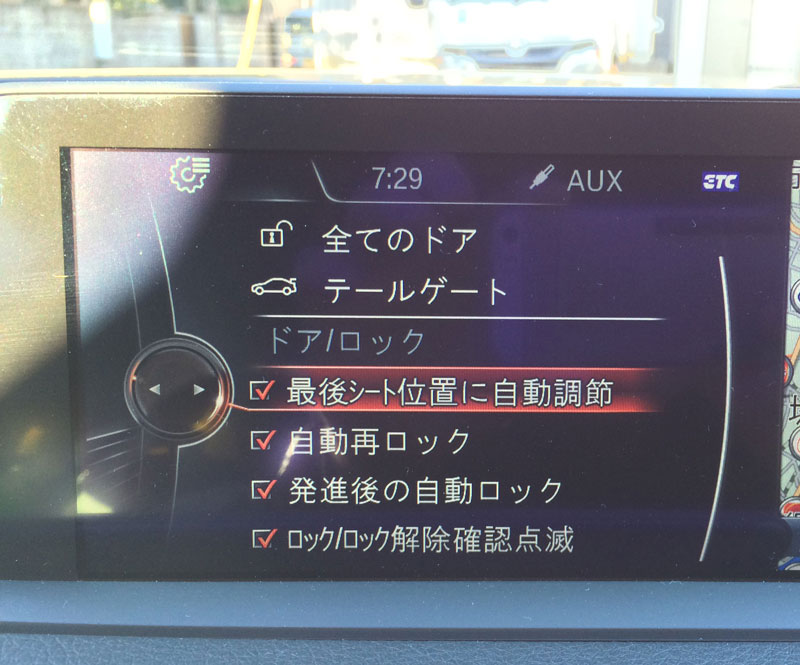 7:29 AUX ETC
全てのドア
テールゲート
ドア/ロック
最後シート位置に自動調節
自動再ロック
発進後の自動ロック
ロック/ロック解除確認点滅